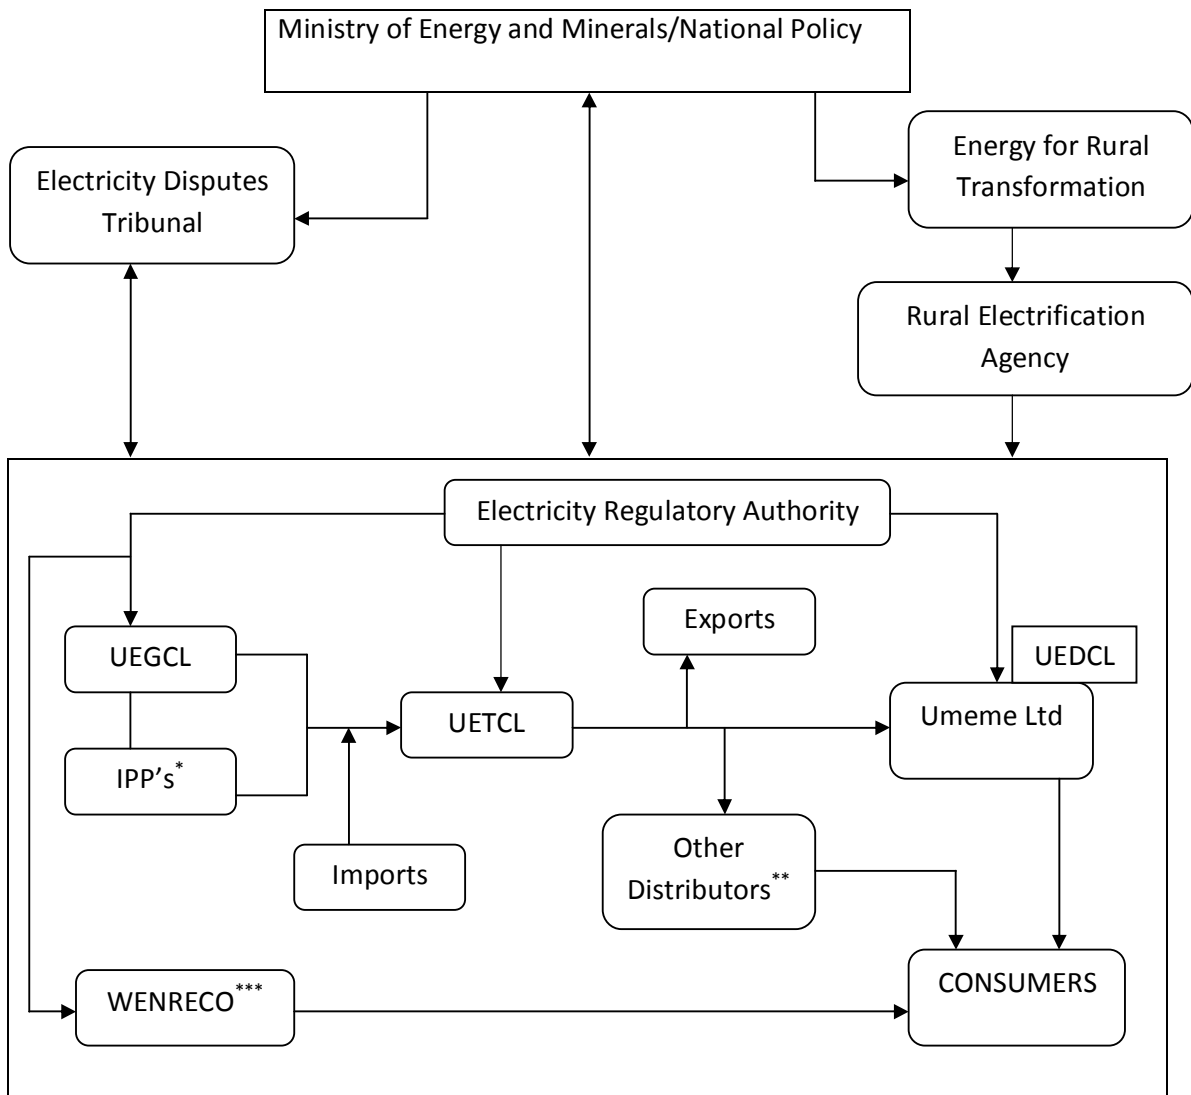 Ministry of Energy and Minerals/National Policy
Energy for Rural
Transformation
Electricity Disputes
Tribunal
Rural Electrification
Agency
Electricity Regulatory Authority
Exports
UEGCL
UEDCL
UETCL
Umeme Ltd
IPP’s*
Other
Distributors**
Imports
WENRECO***
CONSUMERS